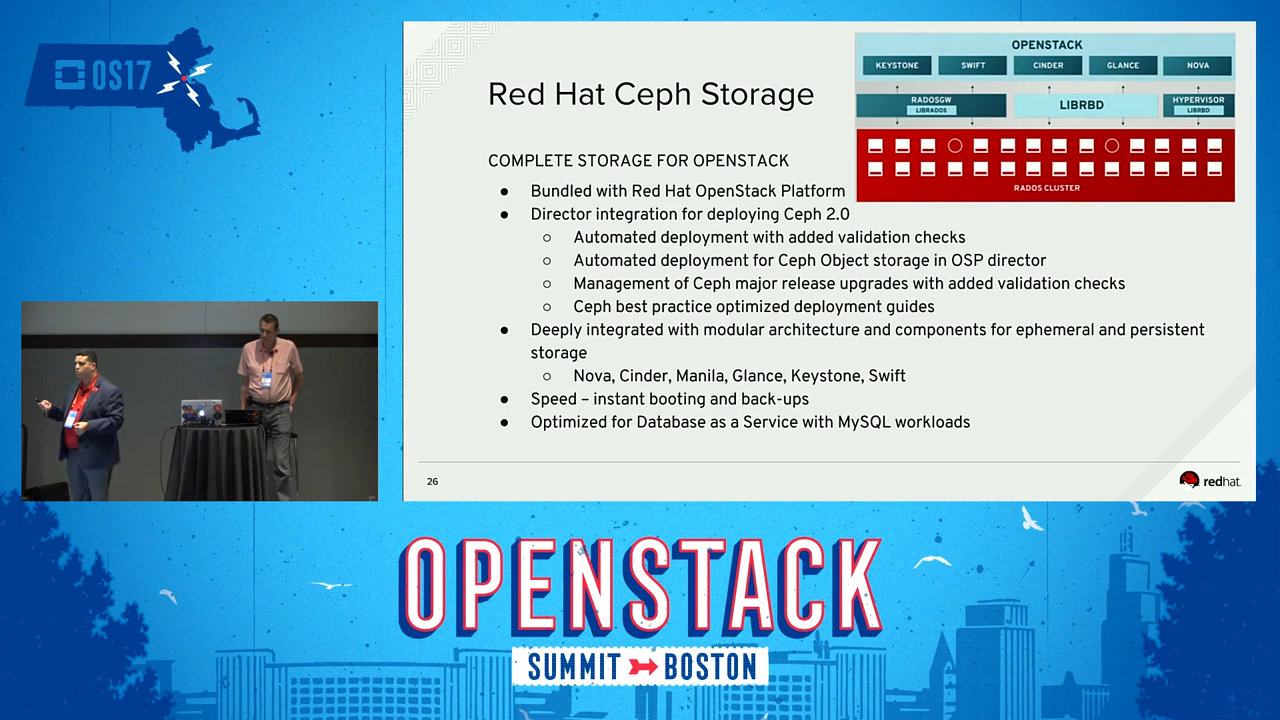 OS17
Red Hat Ceph Storage
OPENSTACK
KEYSTONE SWIFT CINDER GLANCE NOVA
RADOSGW
LIBRADOS
LIBRBD
HYPERVISOR
LIBRBD
RADOS CLUSTER
COMPLETE STORAGE FOR OPENSTACK
● Bundled with Red Hat OpenStack Platform
● Director integration for deploying Ceph 2.0
○ Automated deployment with added validation checks
○ Automated deployment for Ceph Object storage in OSP director
○ Management of Ceph major release upgrades with added validation checks
○ Ceph best practice optimized deployment guides
● Deeply integrated with modular architecture and components for ephemeral and persistent
storage
○ Nova, Cinder, Manila, Glance, Keystone, Swift
● Speed – instant booting and back-ups
● Optimized for Database as a Service with MySQL workloads
26
redhat.
OPENSTACK
SUMMIT BOSTON